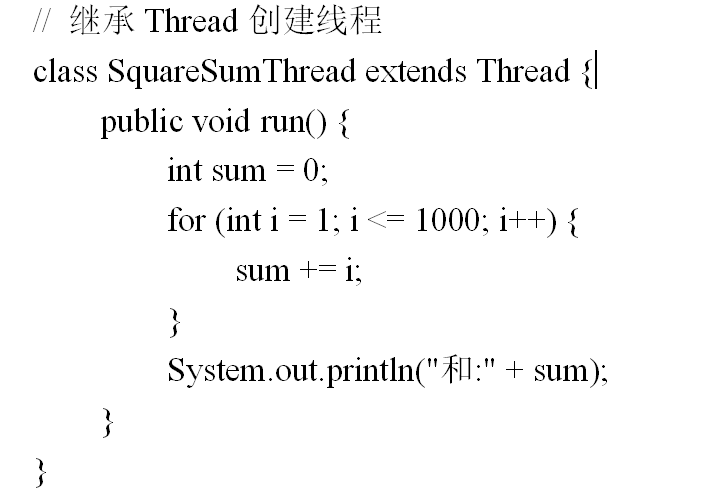 // 继承 Thread 创建线程
class SquareSumThread extends Thread {
public void run() {
int sum = 0;
for (int i = 1; i <= 1000; i++) {
sum += i;
}
System.out.println("和:" + sum);
}
}